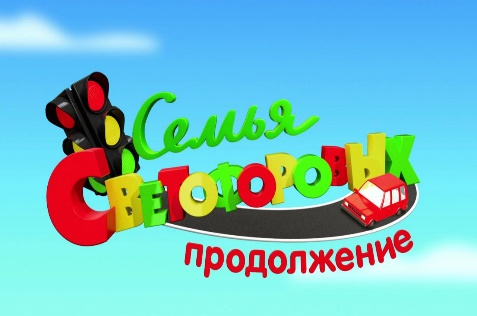 Семья
Светофоровых
продолжение